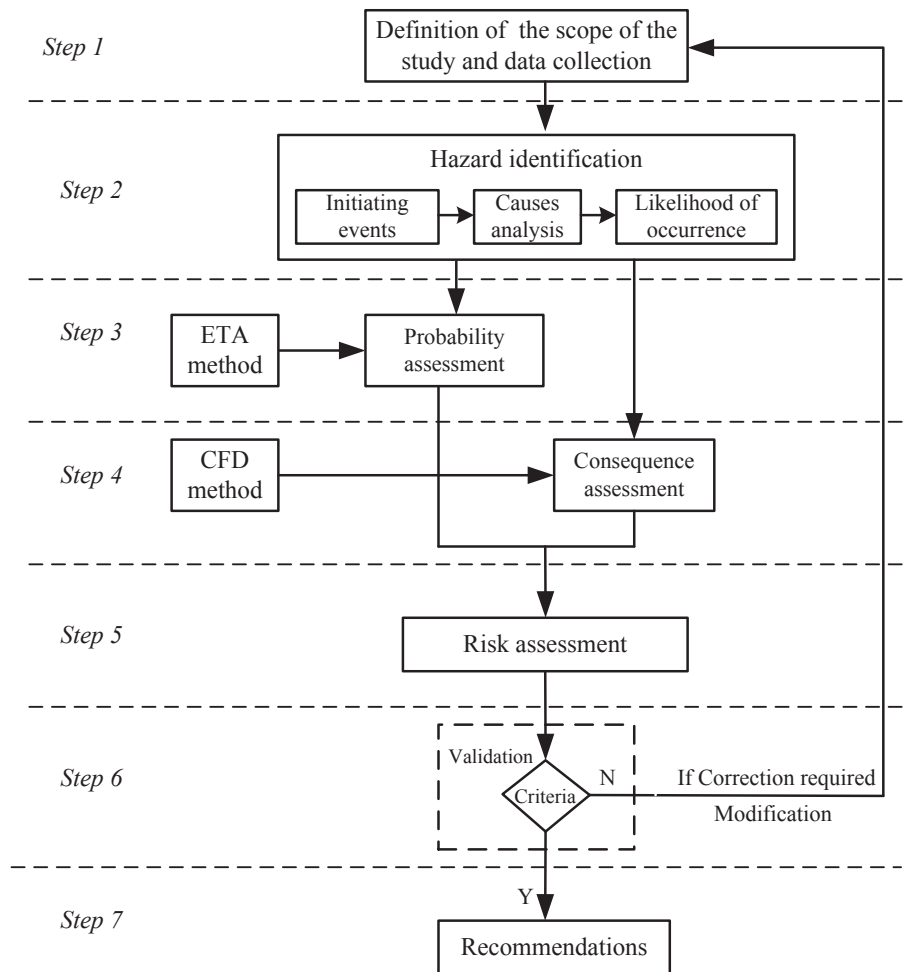 Step 1
Definition of the scope of the
study and data collection
Step 2
Hazard identification
Initiating
events
Causes
analysis
Likelihood of
occurrence
Step 3
ETA
method
Probability
assessment
Step 4
CFD
method
Consequence
assessment
Step 5
Risk assessment
Step 6
Validation
Criteria
N
If Correction required
Modification
Y
Step 7
Recommendations